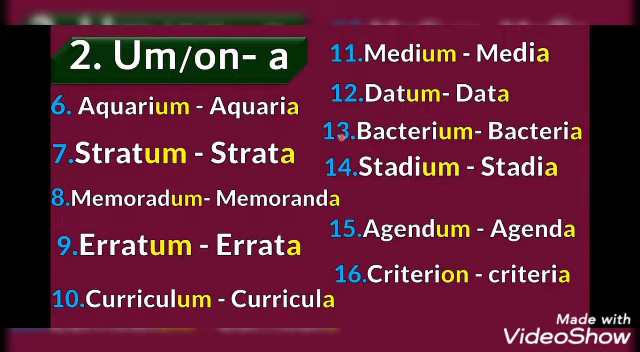 2. Um/on- a
6. Aquarium - Aquaria
7.Stratum - Strata
8.Memoradum- Memoranda
9.Erratum - Errata
10.Curriculum - Curricula
11.Medium - Media
12.Datum- Data
13.Bacterium- Bacteria
14.Stadium - Stadia
15.Agendum - Agenda
16.Criterion - criteria
Made with
VideoShow